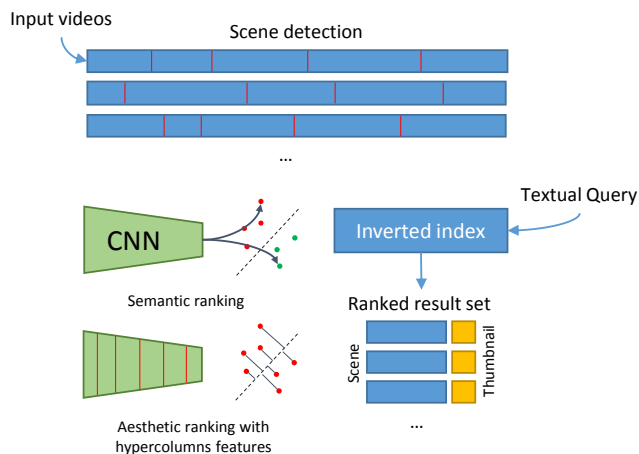 Input videos
Scene detection
...
CNN
Semantic ranking
Textual Query
Inverted index
Ranked result set
Scene
Thumbnail
...
Aesthetic ranking with
hypercolumns features